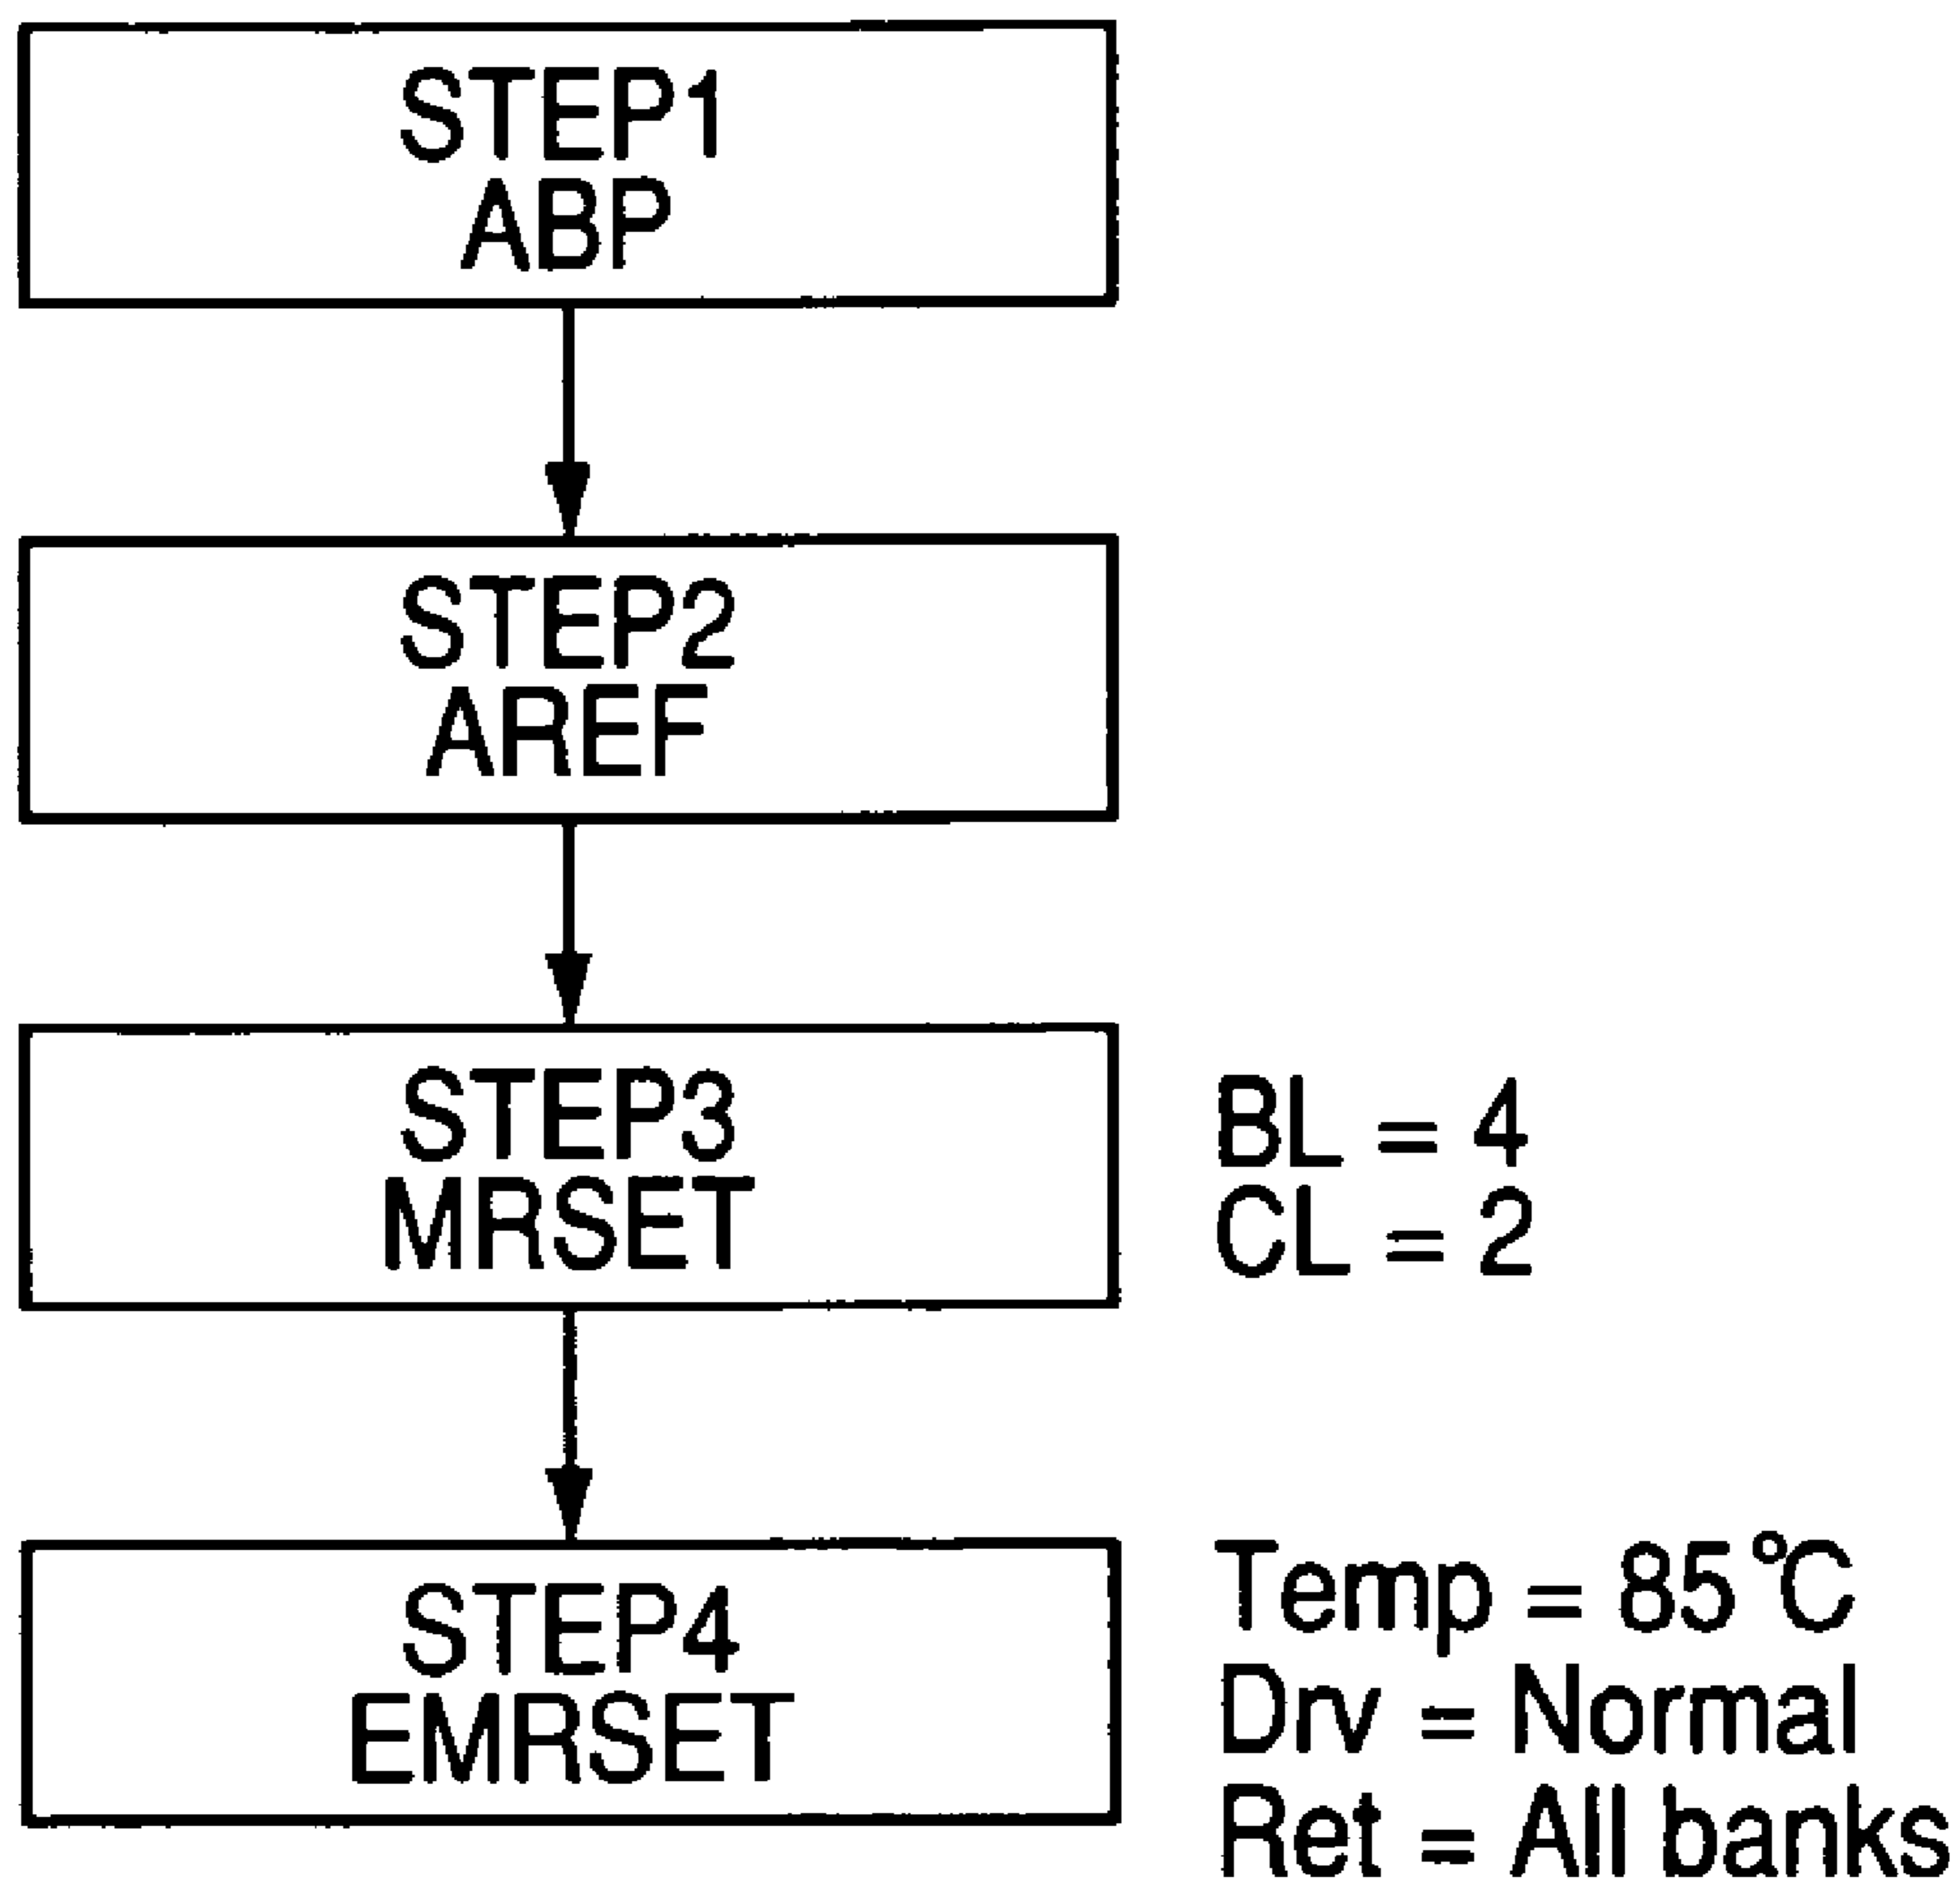 STEP1
ABP
STEP2
AREF
STEP3
MRSET
BL = 4
CL = 2
STEP4
EMRSET
Temp = 85°C
Drv = Normal
Ret = All banks